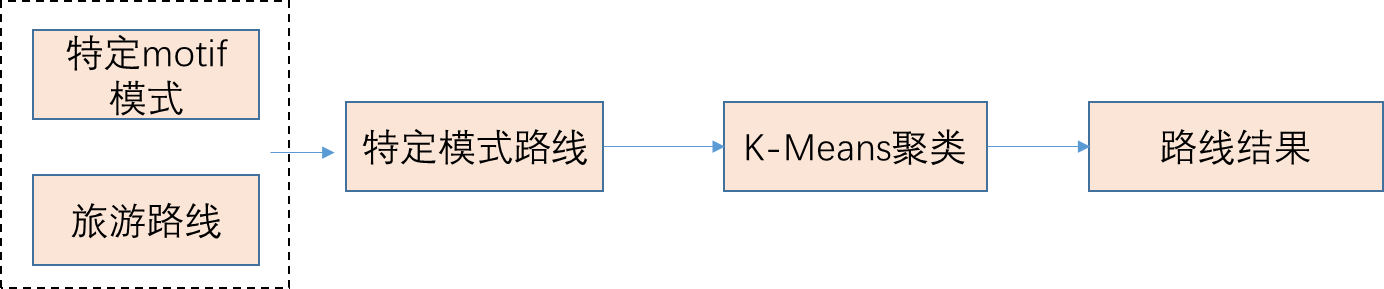 特定motif
模式
旅游路线
特定模式路线
K-Means聚类
路线结果